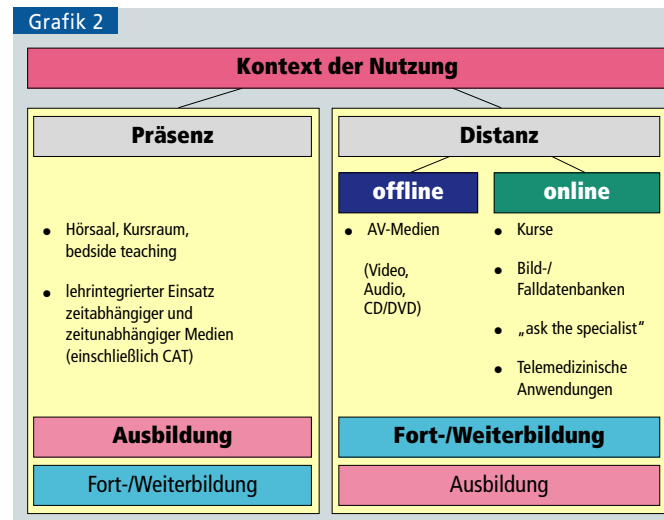 Grafik 2
Kontext der Nutzung
Präsenz
• Hörsaal, Kursraum,
bedside teaching
• lehrintegrierter Einsatz
zeitabhängiger und
zeitunabhängiger Medien
(einschließlich CAT)
Ausbildung
Fort-/Weiterbildung
Distanz
offline
• AV-Medien
(Video,
Audio,
CD/DVD)
online
• Kurse
• Bild-/
Falldatenbanken
• „ask the specialist“
• Telemedizinische
Anwendungen
Fort-/Weiterbildung
Ausbildung